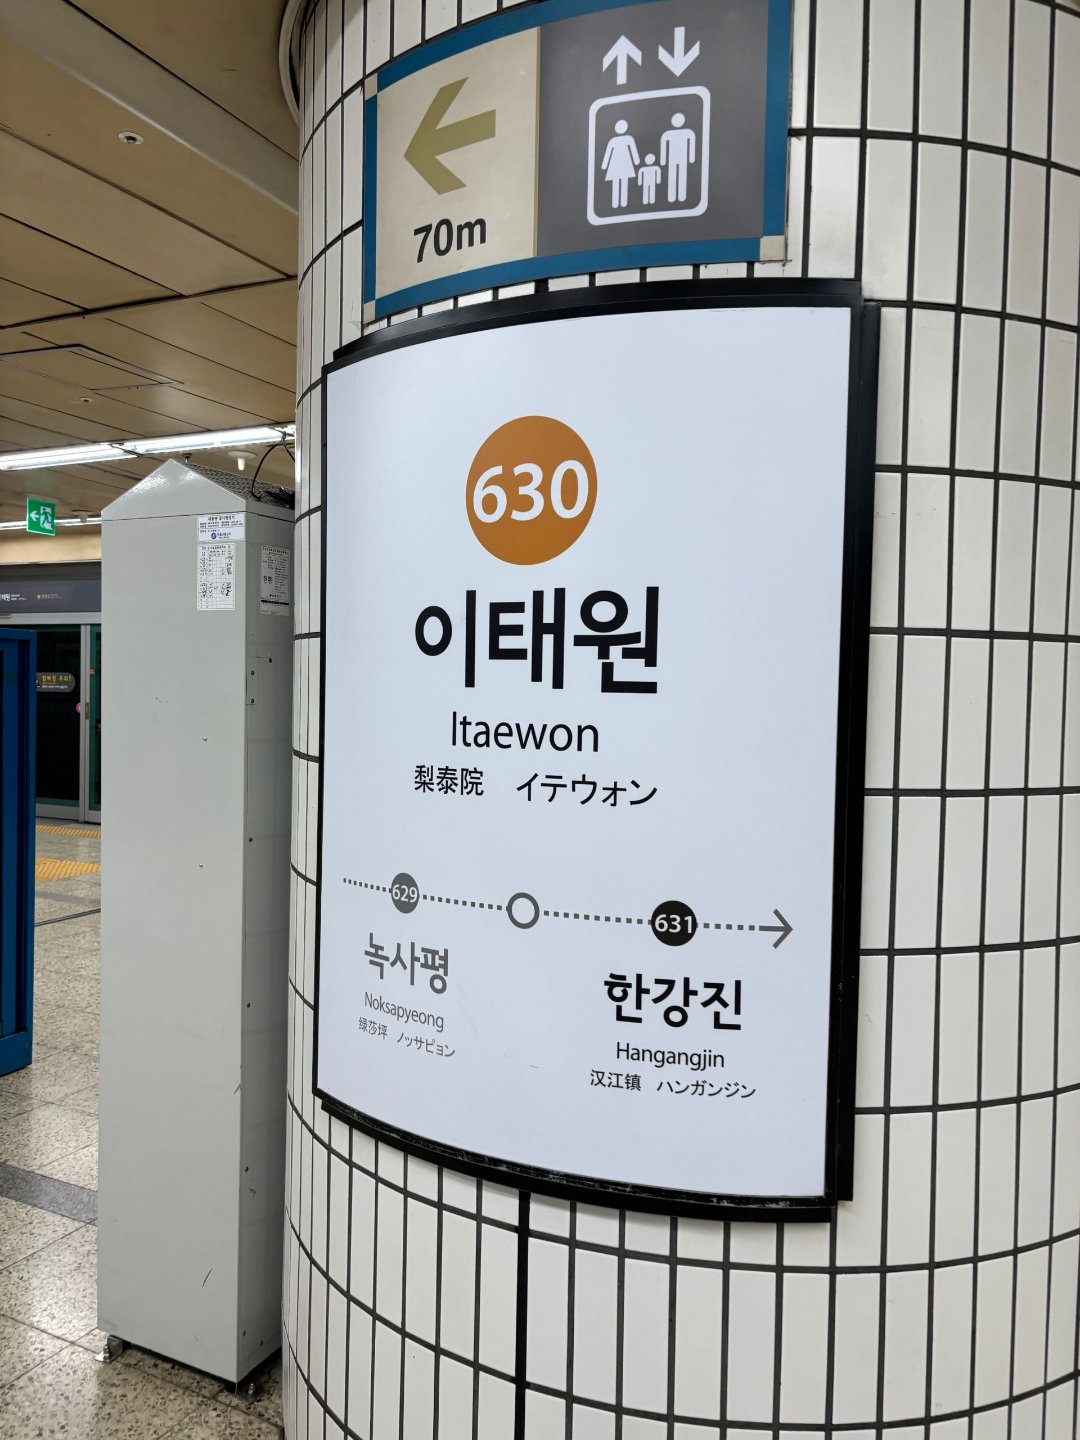 70m
630
이태원
Itaewon
梨泰院 イテウォン
629 631
녹사평
Noksapyeong
绿莎坪 ノッサピョン
한강진
Hangangjin
汉江镇 ハンガンジン